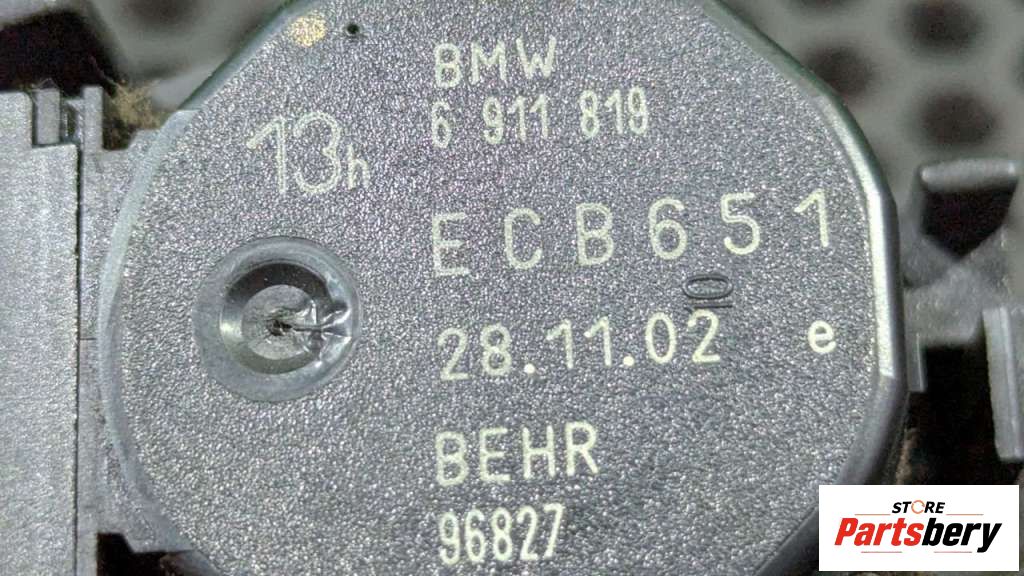 BMW
6 911 819
13h
ECB651
10
28.11.02 e
BEHR
96827
STORE
Partsbery